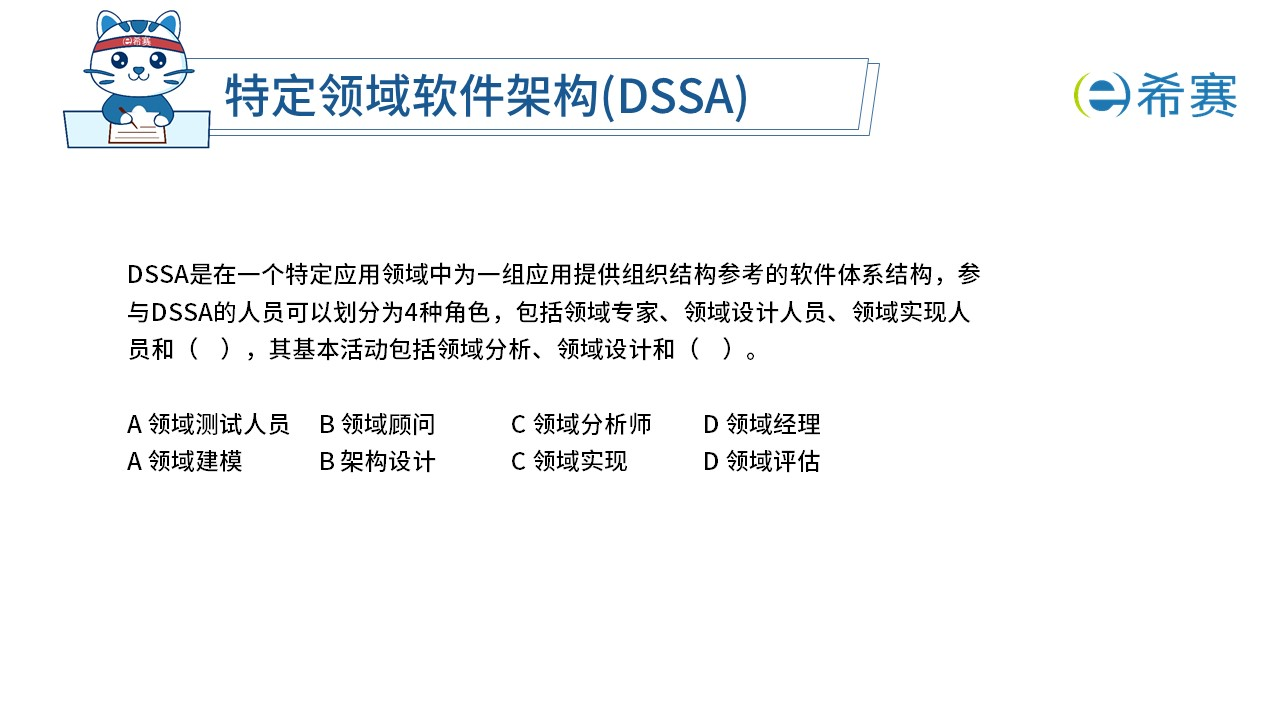 希赛
特定领域软件架构(DSSA)
希赛
DSSA是在一个特定应用领域中为一组应用提供组织结构参考的软件体系结构，参
与DSSA的人员可以划分为4种角色，包括领域专家、领域设计人员、领域实现人
员和（ ），其基本活动包括领域分析、领域设计和（ ）。
A 领域测试人员 B 领域顾问 C 领域分析师 D 领域经理
A 领域建模 B 架构设计 C 领域实现 D 领域评估